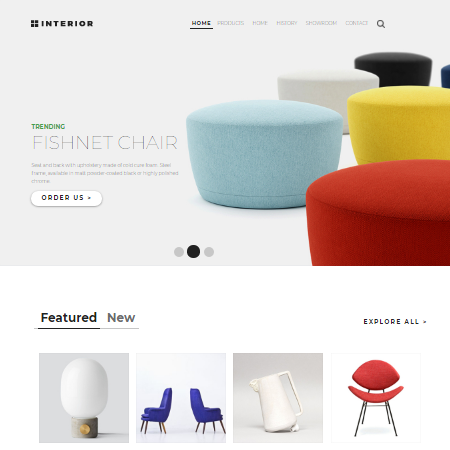 INTERIOR
HOME PRODUCTS HOME HISTORY SHOWROOM CONTACT
TRENDING
FISHNET CHAIR
Seat and back with upholstery made of cold cure foam. Steel
frame, available in matt powder-coated black or highly polished
chrome.
ORDER US >
Featured New
EXPLORE ALL >